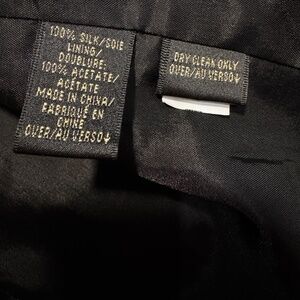 100% SILK/SOIE
LINING/
DOUBLURE:
100% ACETATE/
ACETATE
MADE IN CHINA/
FABRIQUÉ EN
CHINE
OVER/AU VERSO↓
DRY CLEAN ONLY
OVER/AU VERSO↓